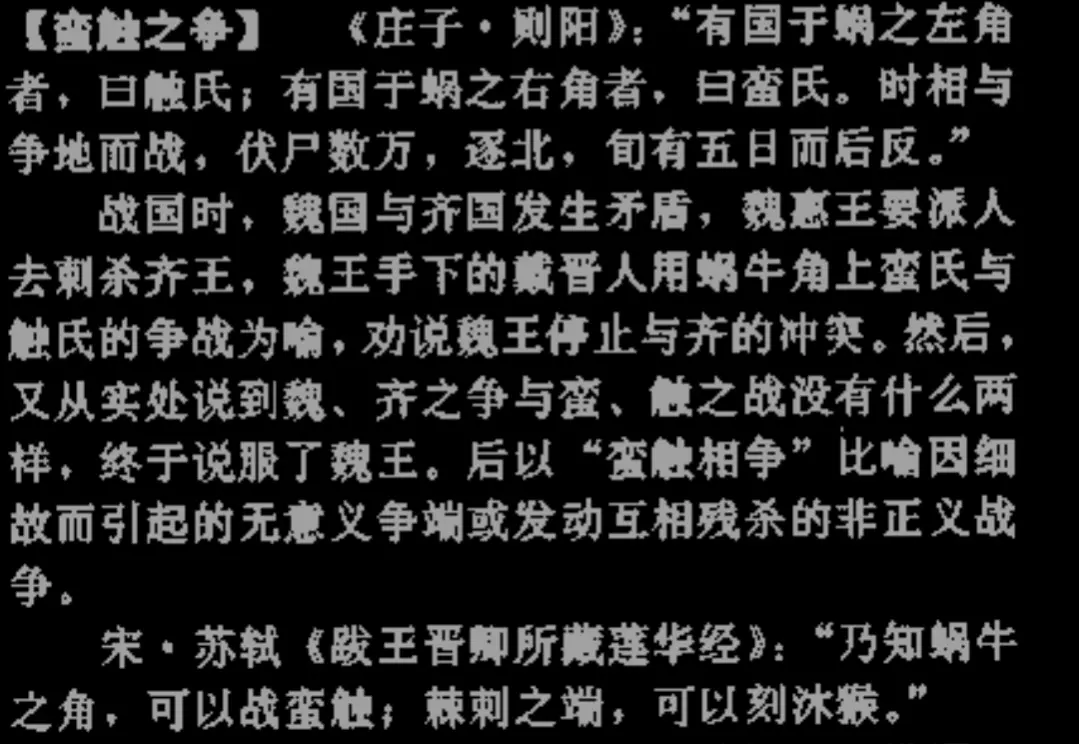 【蛮触之争】 《庄子·则阳》：“有国于蜗之左角
者，曰触氏；有国于蜗之右角者，曰蛮氏。时相与
争地而战，伏尸数万，逐北，旬有五日而后反。”
战国时，魏国与齐国发生矛盾，魏惠王要派人
去刺杀齐王，魏王手下的戴晋人用蜗牛角上蛮氏与
触氏的争战为喻，劝说魏王停止与齐的冲突。然后，
又从实处说到魏、齐之争与蛮、触之战没有什么两
样，终于说服了魏王。后以“蛮触相争”比喻因细
故而引起的无意义争端或发动互相残杀的非正义战
争。
宋·苏轼《跋王晋卿所藏莲华经》：“乃知蜗牛
之角，可以战蛮触；棘刺之端，可以刻沐猴。”